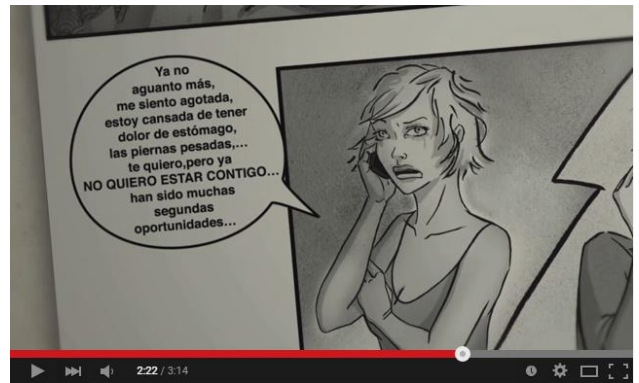 Ya no
aguanto más,
me siento agotada,
estoy cansada de tener
dolor de estómago,
las piernas pesadas,...
te quiero,pero ya
NO QUIERO ESTAR CONTIGO...
han sido muchas
segundas
oportunidades...
2:22 / 3:14